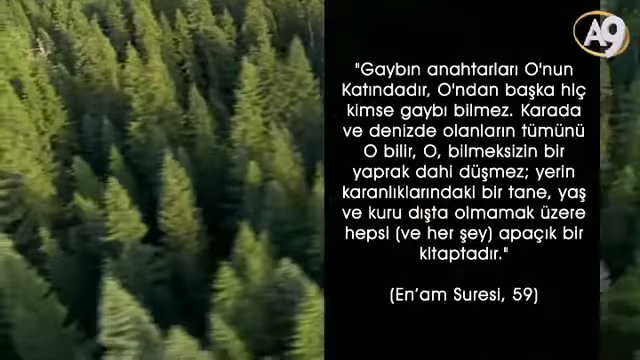 A9
"Gaybın anahtarları O'nun
Katındadır, O'ndan başka hiç
kimse gaybı bilmez. Karada
ve denizde olanların tümünü
O bilir, O, bilmeksizin bir
yaprak dahi düşmez; yerin
karanlıklarındaki bir tane, yaş
ve kuru dışta olmamak üzere
hepsi (ve her şey) apaçık bir
kitaptadır."
(En'am Suresi, 59)